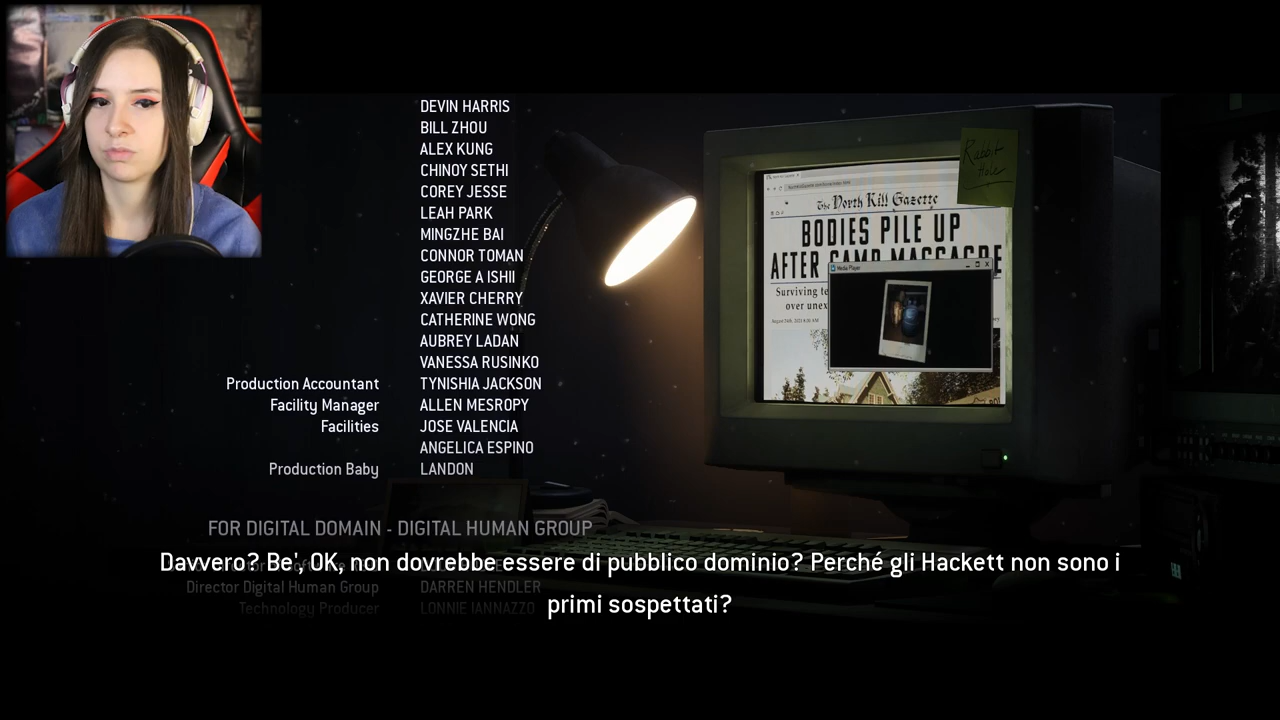 DEVIN HARRIS
BILL ZHOU
ALEX KUNG
CHINOY SETHI
COREY JESSE
LEAH PARK
MINGZHE BAI
CONNOR TOMAN
GEORGE A ISHII
XAVIER CHERRY
CATHERINE WONG
AUBREY LADAN
VANESSA RUSINKO
Production Accountant TYNISHIA JACKSON
Facility Manager ALLEN MESROPY
Facilities JOSE VALENCIA
ANGELICA ESPINO
Production Baby LANDON
FOR DIGITAL DOMAIN - DIGITAL HUMAN GROUP
Director Digital Human Group DARREN HENDLER
Technology Producer LONNIE IANNAZZO
Rabbit
Hole
The North Kill Gazette
BODIES PILE UP
AFTER CAMP MASSACRE
Media Player
Surviving
over
Davvero? Be', OK, non dovrebbe essere di pubblico dominio? Perché gli Hackett non sono i
primi sospettati?